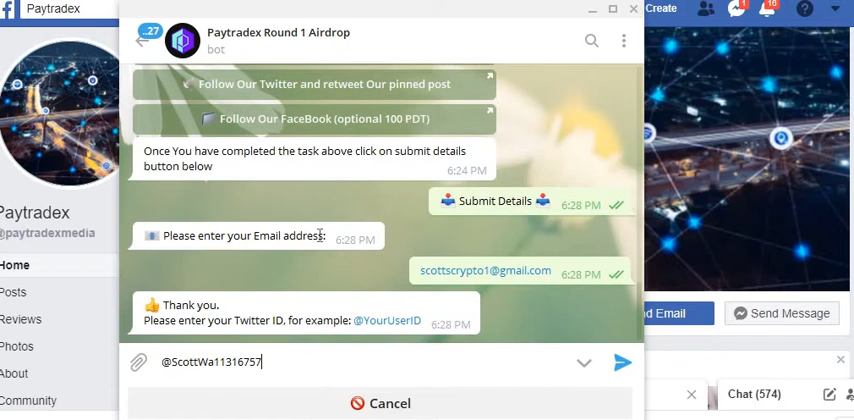 Paytradex
Create
1
16
..27
Paytradex Round 1 Airdrop
bot
Follow Our Twitter and retweet Our pinned post
Follow Our FaceBook (optional 100 PDT)
Once You have completed the task above click on submit details
button below
6:24 PM
Submit Details
6:28 PM
Please enter your Email address:
6:28 PM
scottscrypto1@gmail.com
6:28 PM
Thank you.
Please enter your Twitter ID, for example: @YourUserID
6:28 PM
@ScottWa11316757
Cancel
Paytradex
@paytradexmedia
Home
Posts
Reviews
Photos
About
Community
d Email
Send Message
Chat (574)